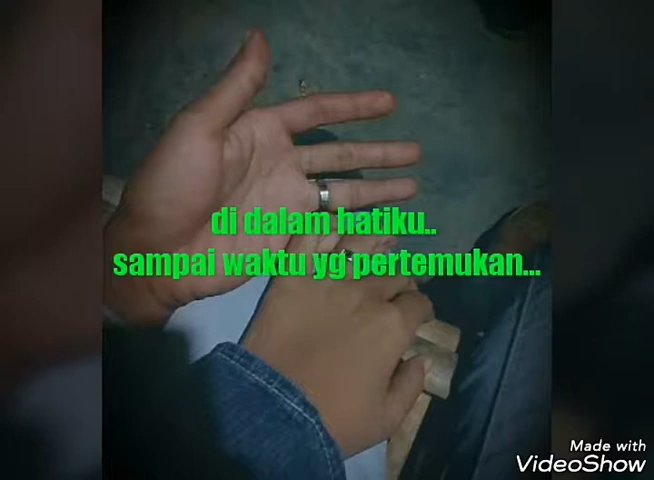 di dalam hatiku..
sampai waktu yg pertemukan...
Made with
VideoShow